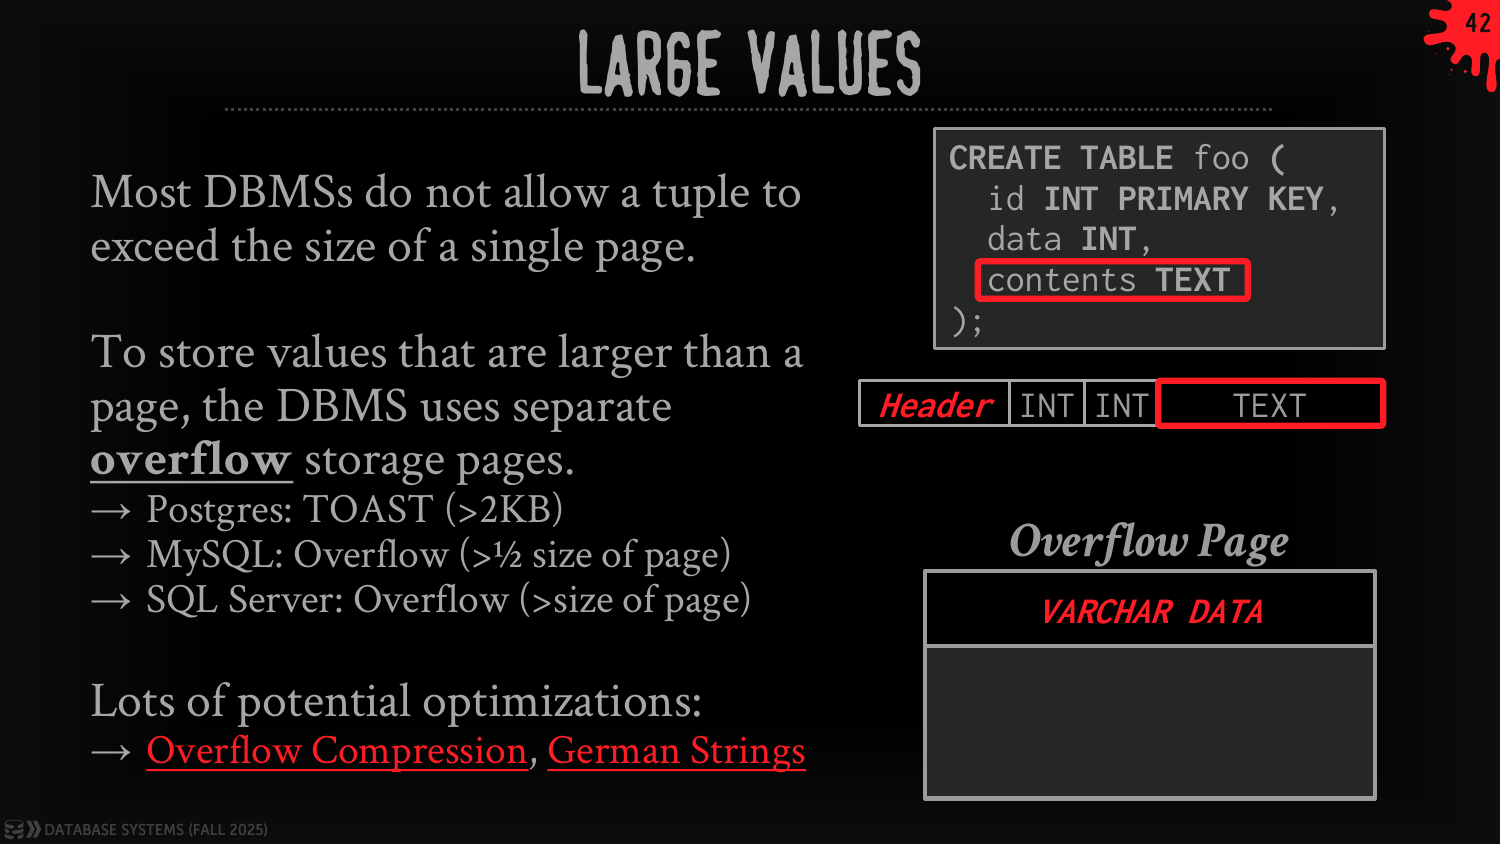 42
LARGE VALUES
Most DBMSs do not allow a tuple to
exceed the size of a single page.
To store values that are larger than a
page, the DBMS uses separate
overflow storage pages.
→ Postgres: TOAST (>2KB)
→ MySQL: Overflow (>½ size of page)
→ SQL Server: Overflow (>size of page)
Lots of potential optimizations:
→ Overflow Compression, German Strings
CREATE TABLE foo (
id INT PRIMARY KEY,
data INT,
contents TEXT
);
Header INT INT TEXT
Overflow Page
VARCHAR DATA
DATABASE SYSTEMS (FALL 2025)